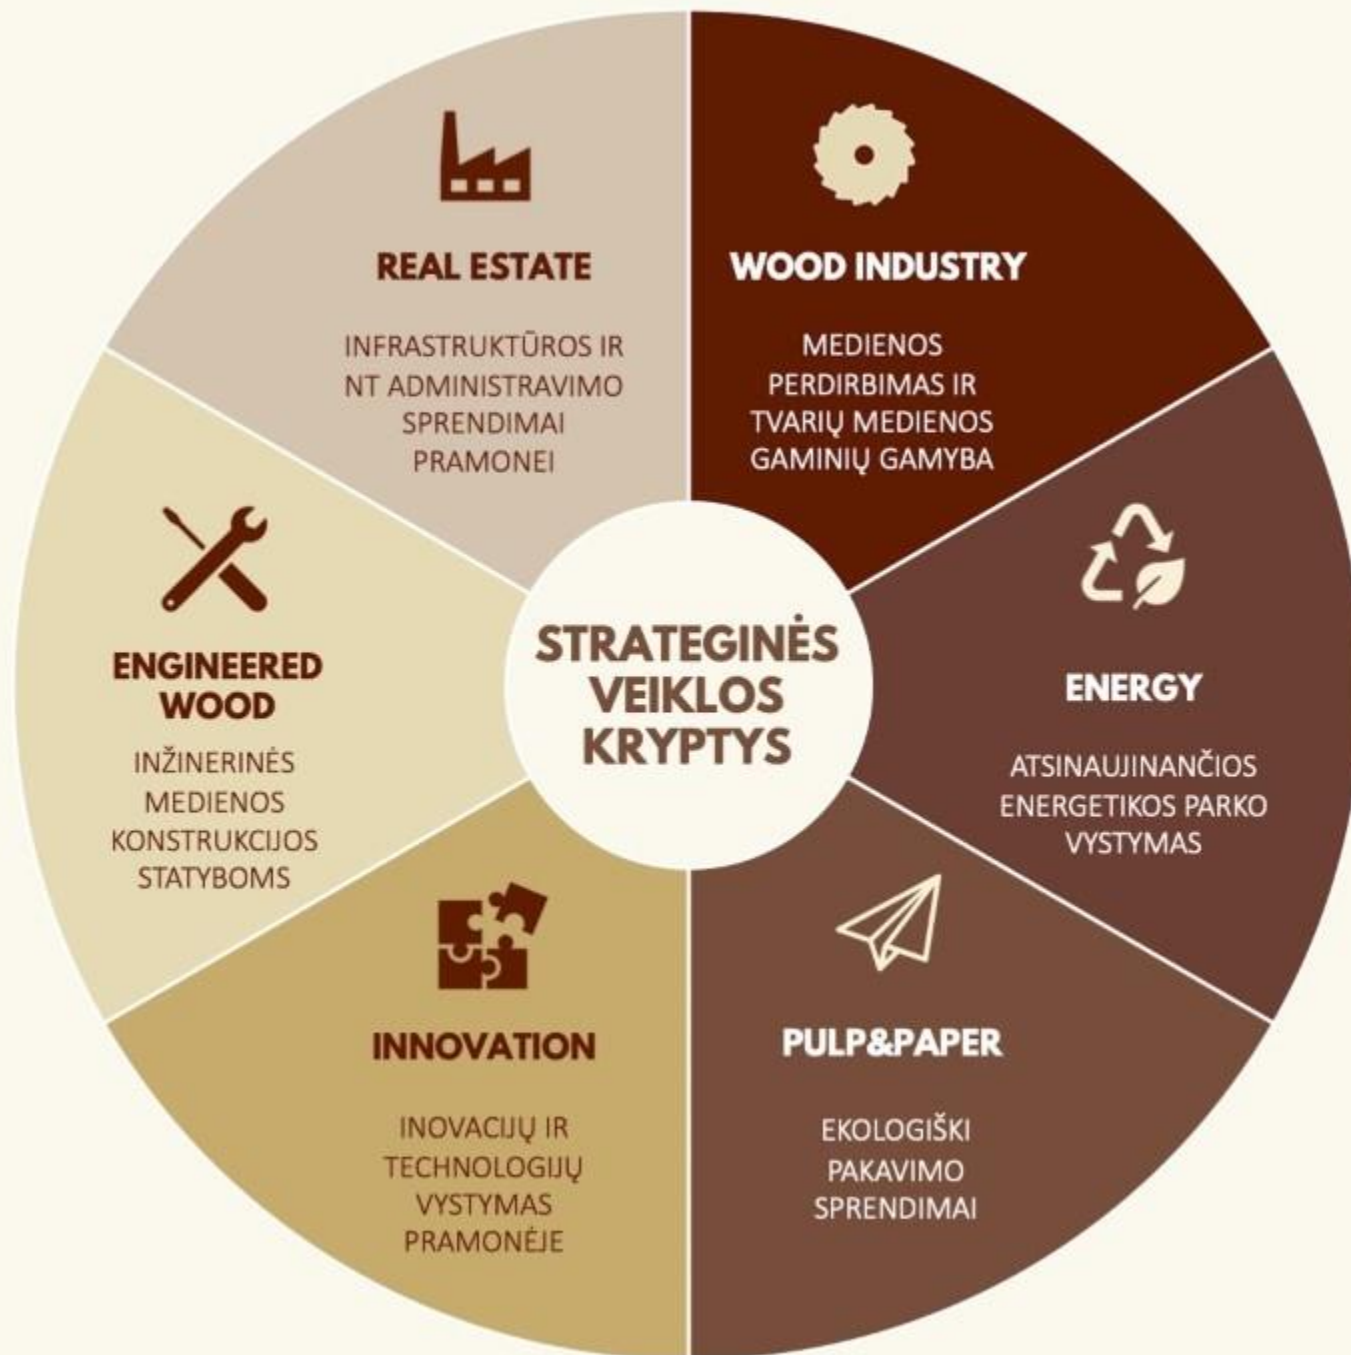 REAL ESTATE
INFRASTRUKTŪROS IR
NT ADMINISTRAVIMO
SPRENDIMAI
PRAMONEI
WOOD INDUSTRY
MEDIENOS
PERDIRBIMAS IR
TVARIŲ MEDIENOS
GAMINIŲ GAMYBA
ENGINEERED
WOOD
INŽINERINĖS
MEDIENOS
KONSTRUKCIJOS
STATYBOMS
STRATEGINĖS
VEIKLOS
KRYPTYS
ENERGY
ATSINAUJINANČIOS
ENERGETIKOS PARKO
VYSTYMAS
INNOVATION
INOVACIJŲ IR
TECHNOLOGIJŲ
VYSTYMAS
PRAMONĖJE
PULP&PAPER
EKOLOGIŠKI
PAKAVIMO
SPRENDIMAI